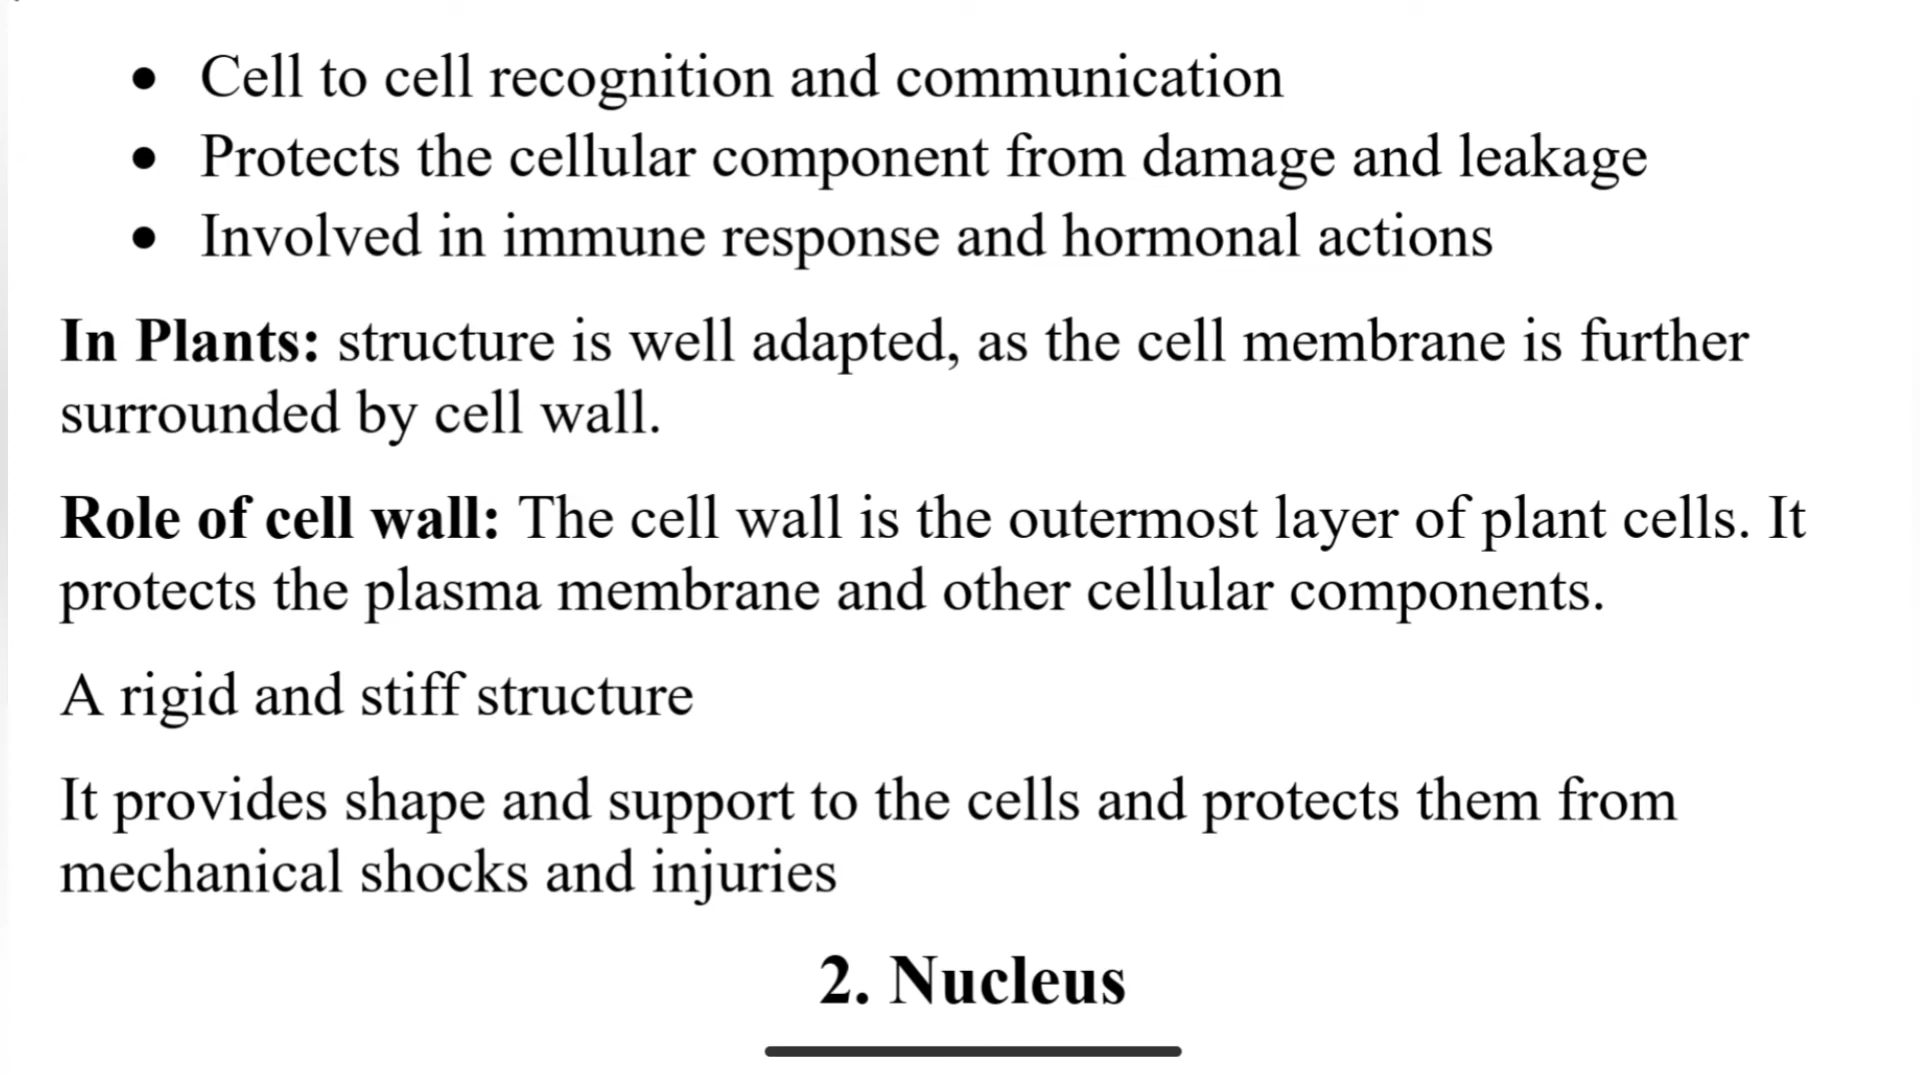 • Cell to cell recognition and communication
• Protects the cellular component from damage and leakage
• Involved in immune response and hormonal actions
In Plants: structure is well adapted, as the cell membrane is further
surrounded by cell wall.
Role of cell wall: The cell wall is the outermost layer of plant cells. It
protects the plasma membrane and other cellular components.
A rigid and stiff structure
It provides shape and support to the cells and protects them from
mechanical shocks and injuries
2. Nucleus